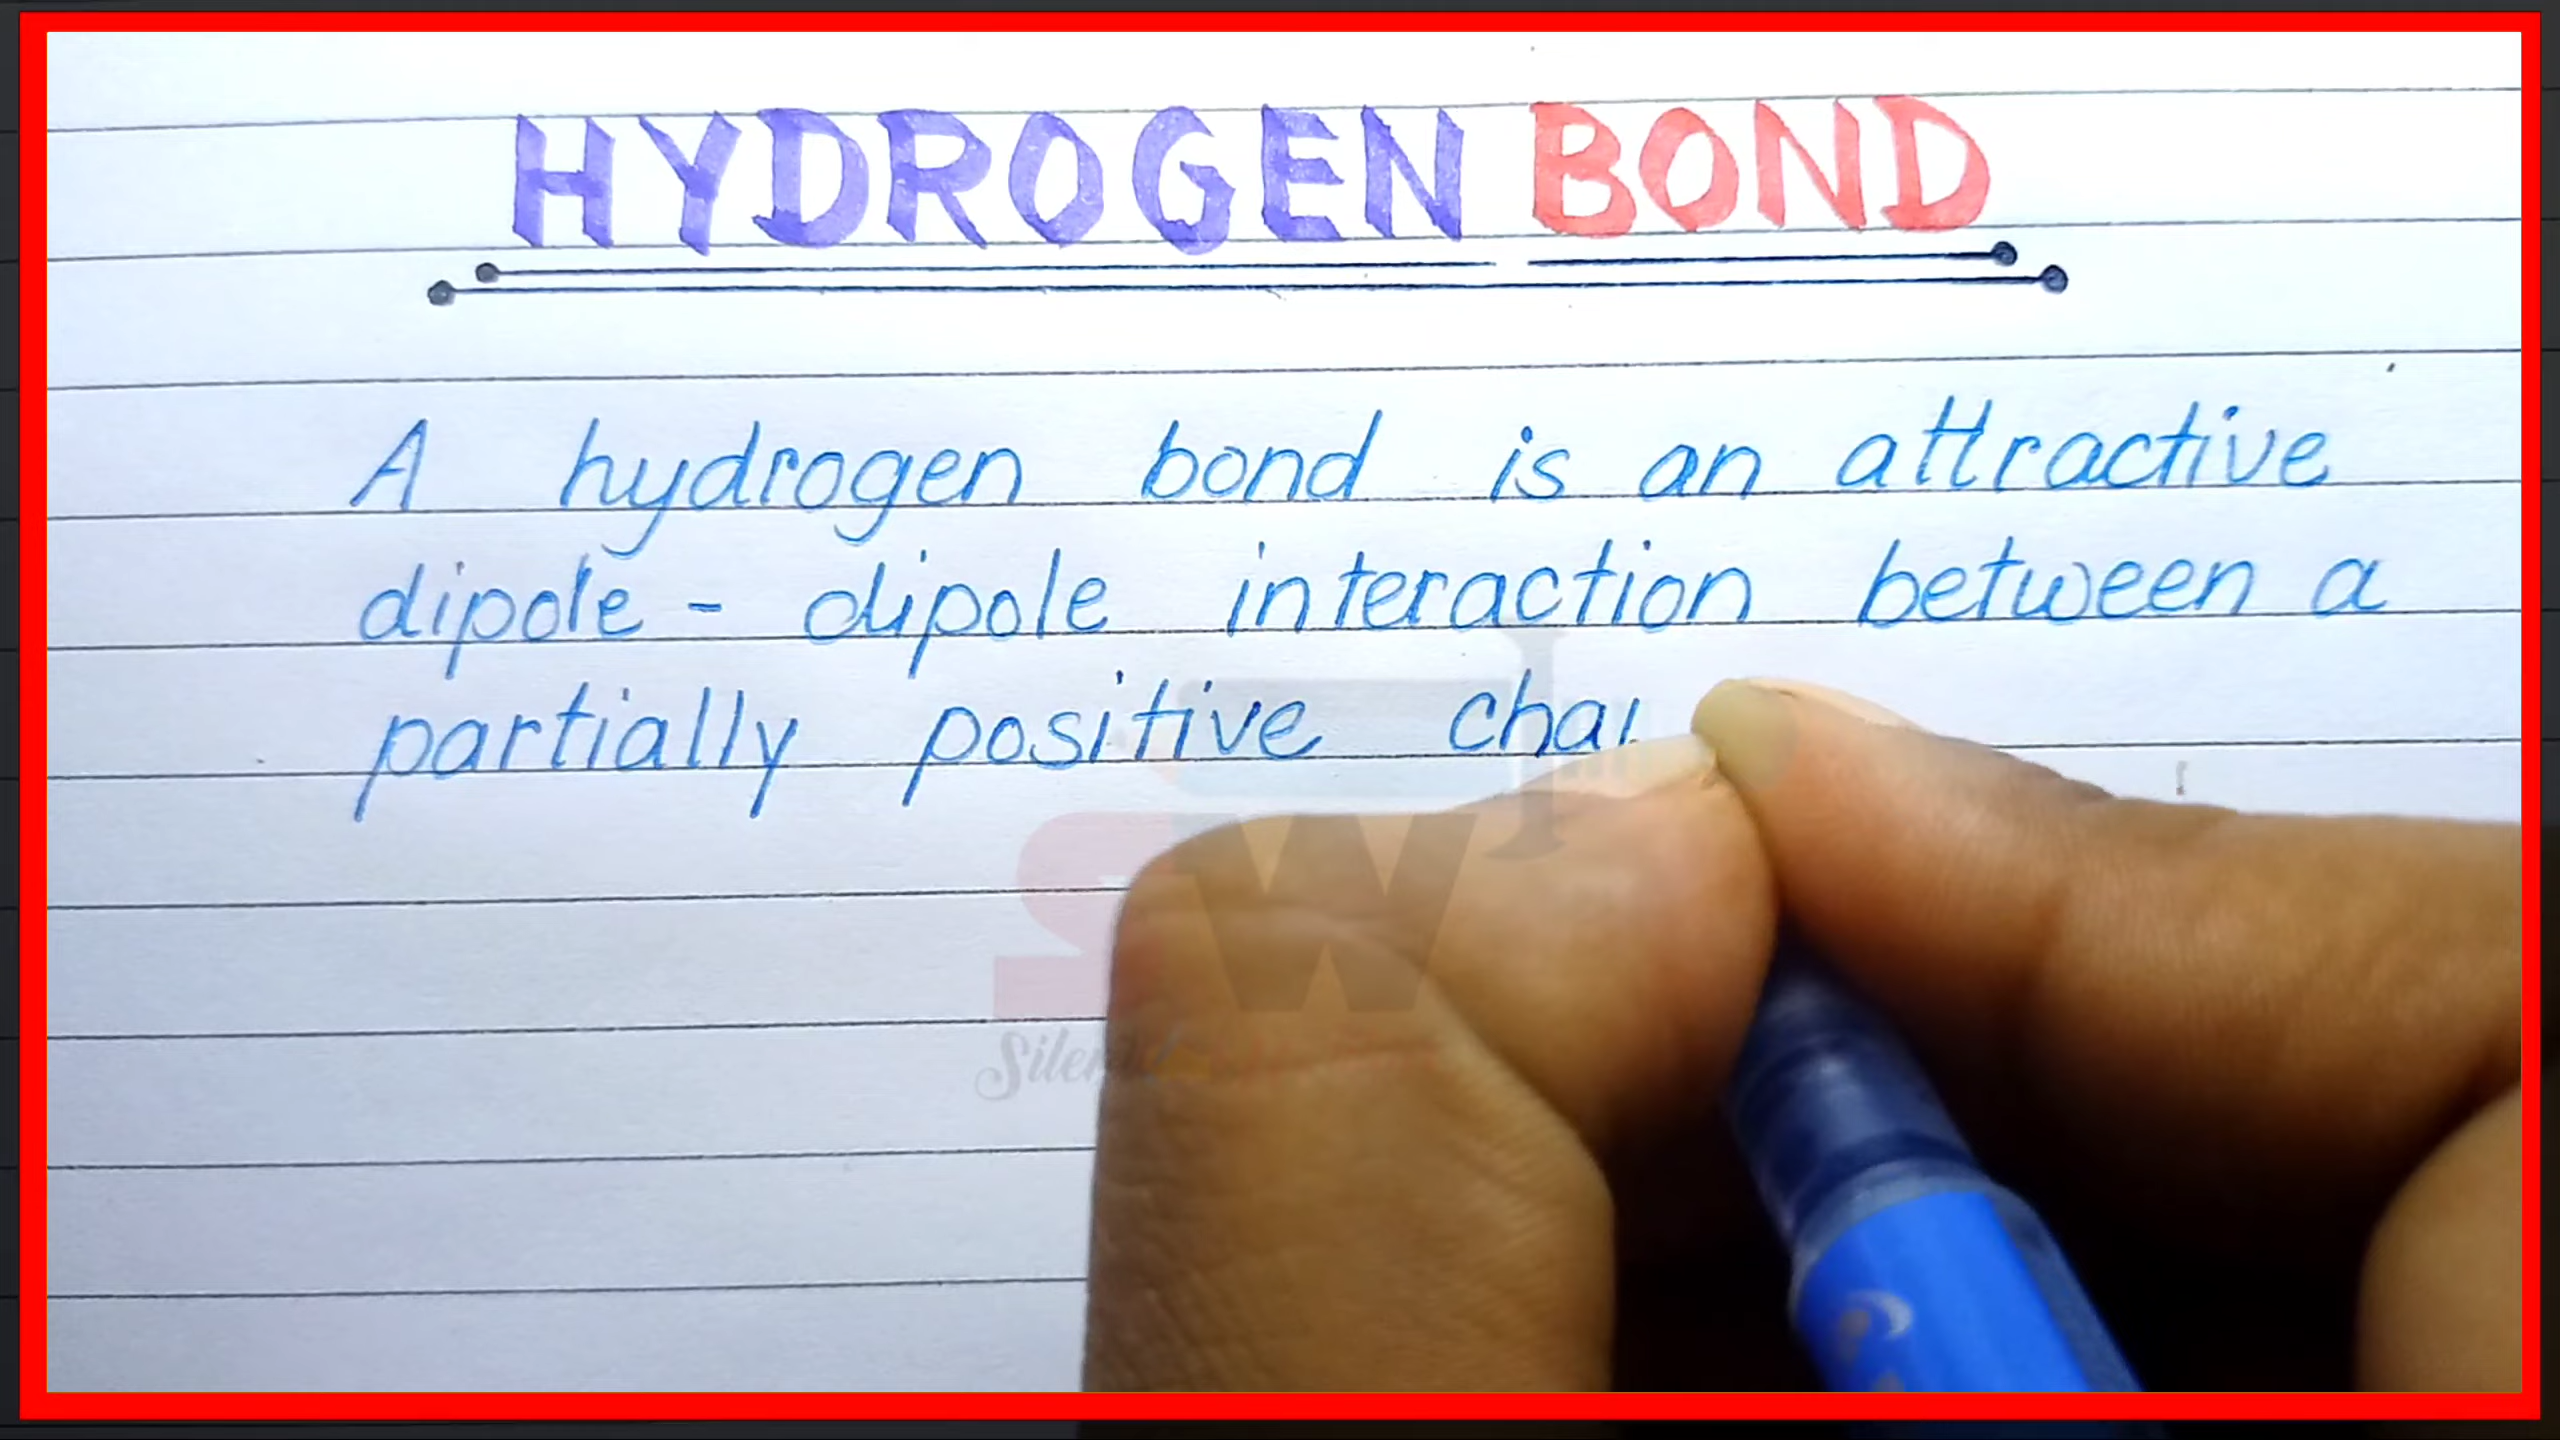 HYDROGEN BOND
A hydrogen bond is an attractive
dipole - dipole interaction between a
partially positive